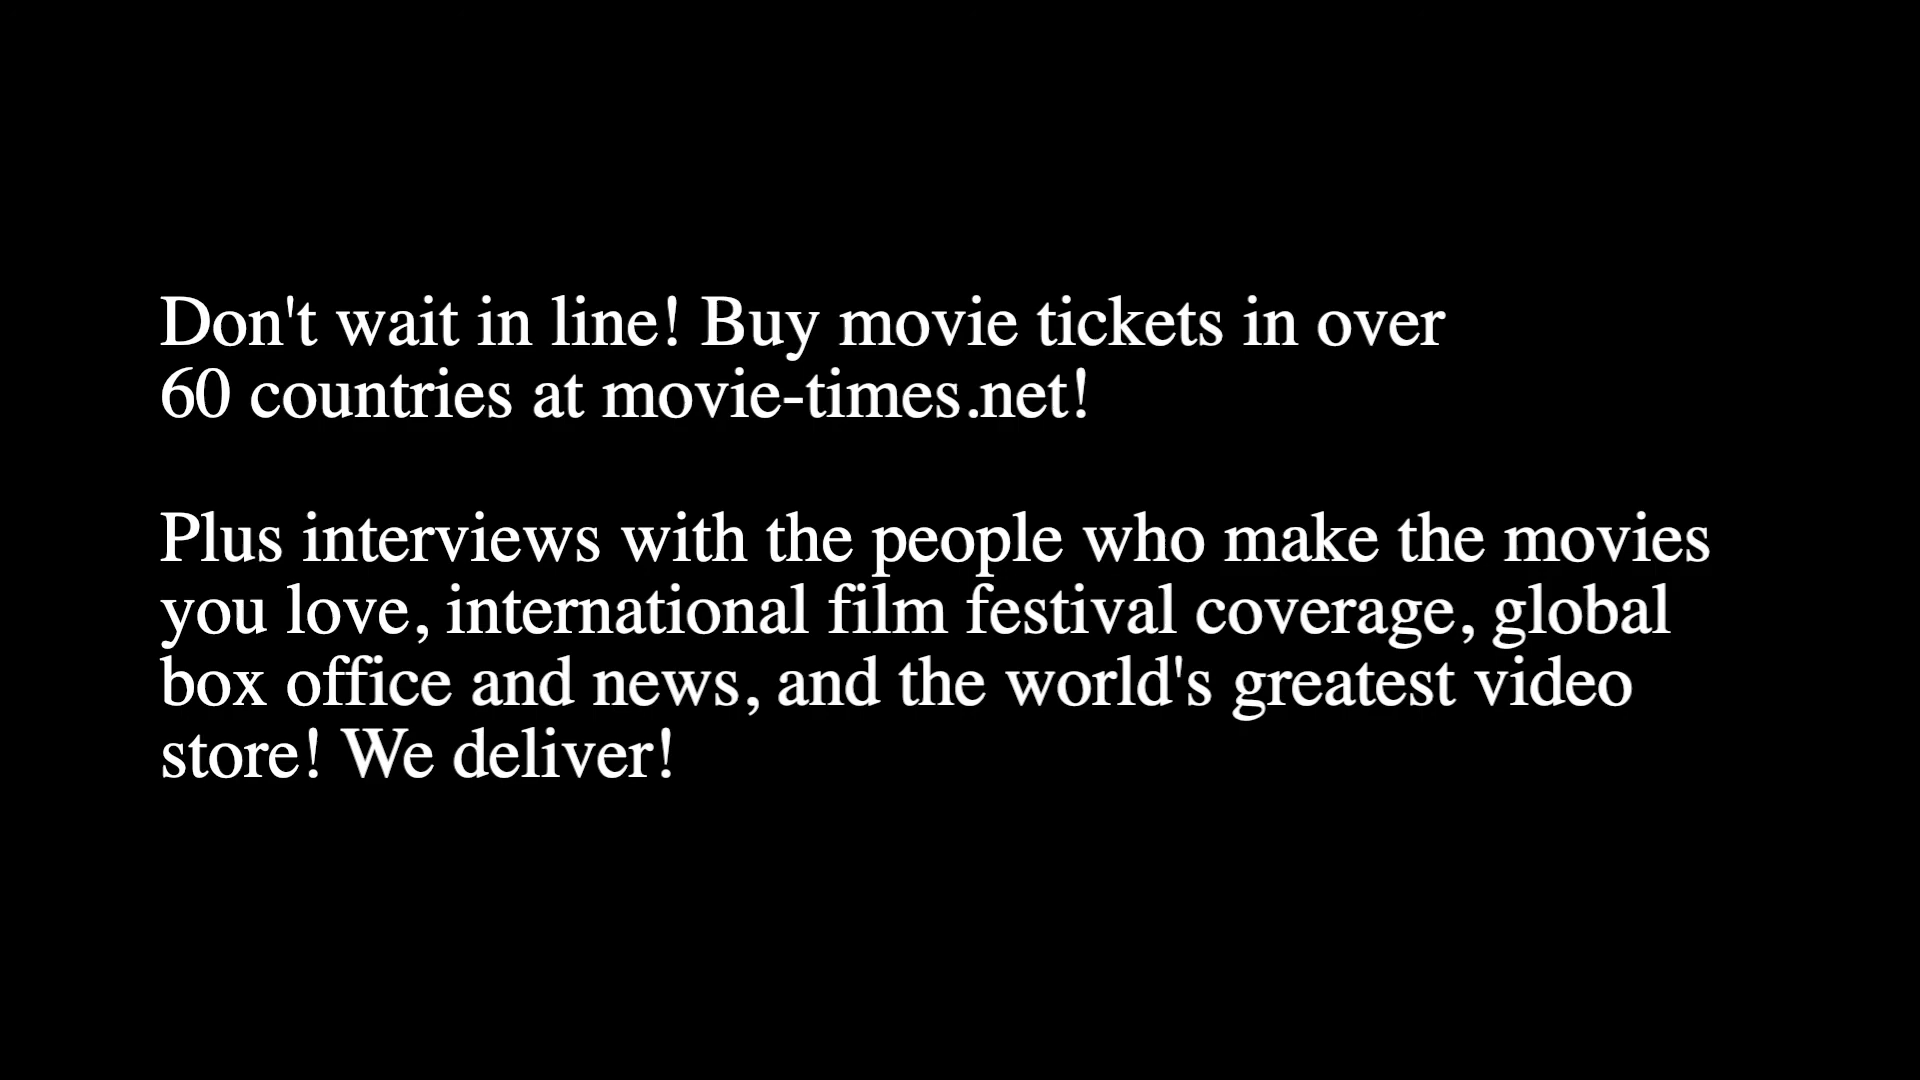 Don't wait in line! Buy movie tickets in over
60 countries at movie-times.net!
Plus interviews with the people who make the movies
you love, international film festival coverage, global
box office and news, and the world's greatest video
store! We deliver!